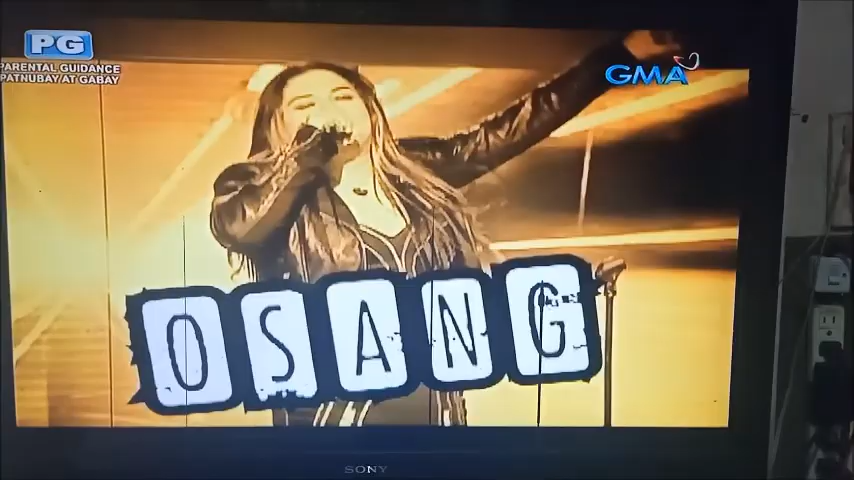 PG
PARENTAL GUIDANCE
PATNUBAY AT GABAY
GMA
OSANG
SONY